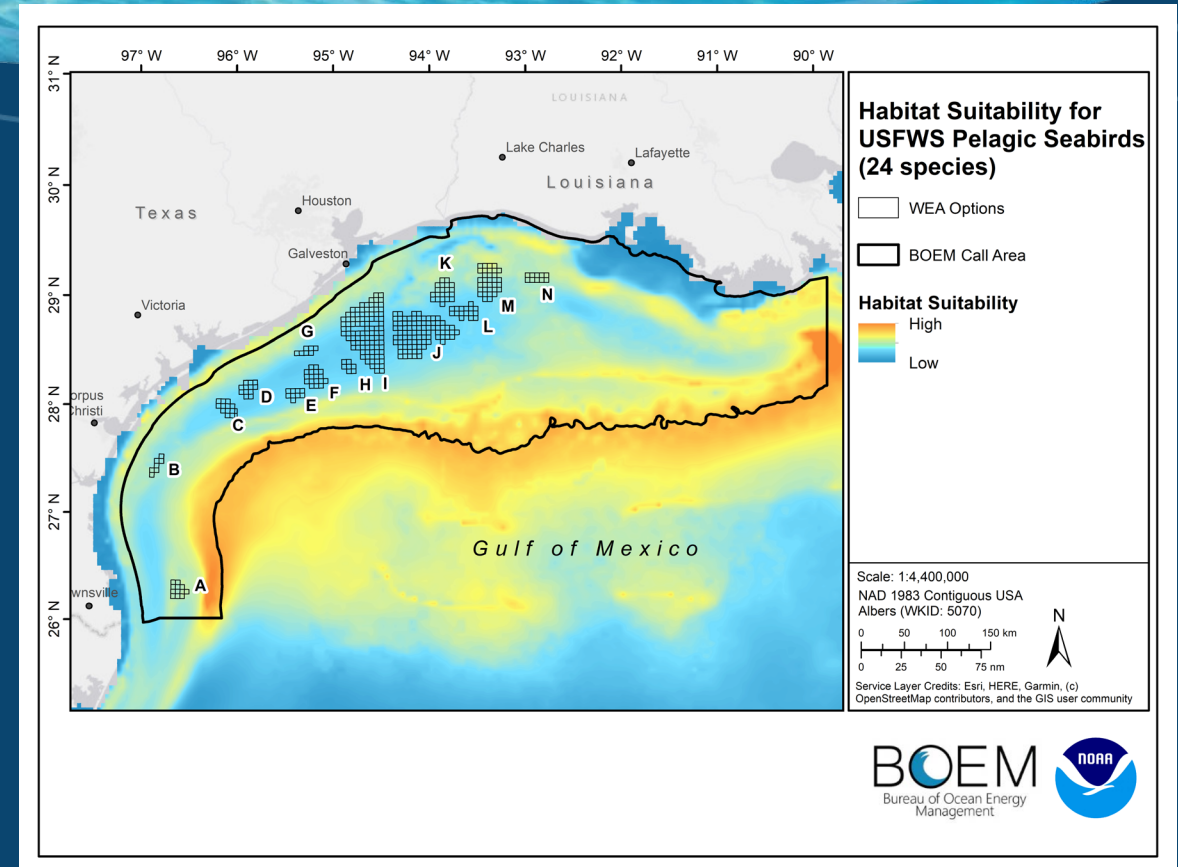 97° W 96° W 95° W 94° W 93° W 92° W 91° W 90° W
31° N
30° N
29° N
28° N
27° N
26° N
LOUISIANA
Lake Charles
Lafayette
Louisiana
Texas
Houston
Galveston
Victoria
orpus
Christi
wnsville
K
N
M
L
G
J
H I
F
D
E
C
B
A
Gulf of Mexico
Habitat Suitability for
USFWS Pelagic Seabirds
(24 species)
WEA Options
BOEM Call Area
Habitat Suitability
High
Low
Scale: 1:4,400,000
NAD 1983 Contiguous USA
Albers (WKID: 5070)
N
0 50 100 150 km
0 25 50 75 nm
Service Layer Credits: Esri, HERE, Garmin, (c)
OpenStreetMap contributors, and the GIS user community
BOEM
Bureau of Ocean Energy
Management
NOAA